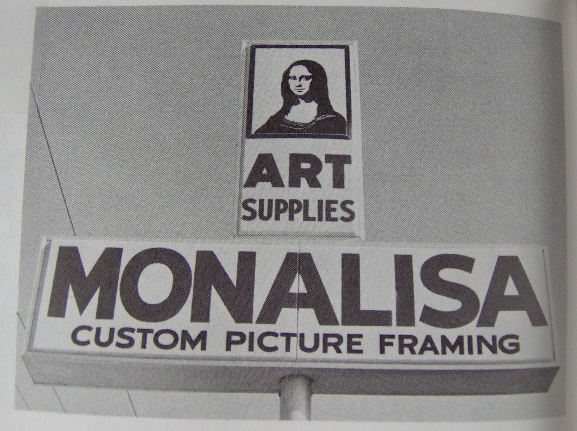 ART
SUPPLIES
MONALISA
CUSTOM PICTURE FRAMING